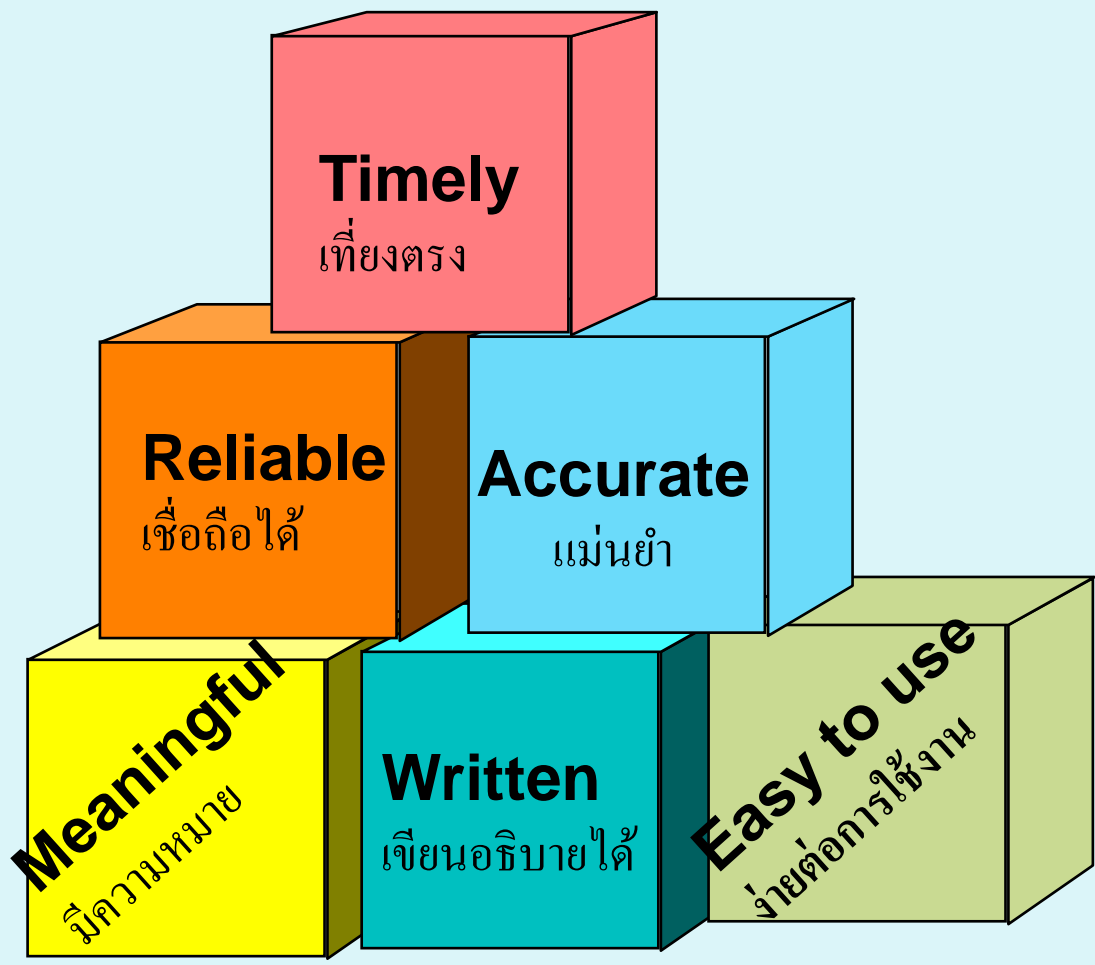 Timely
เที่ยงตรง
Reliable
เชื่อถือได้
Accurate
แม่นยำ
Meaningful
มีความหมาย
Written
เขียนอธิบายได้
Easy to use
ง่ายต่อการใช้งาน